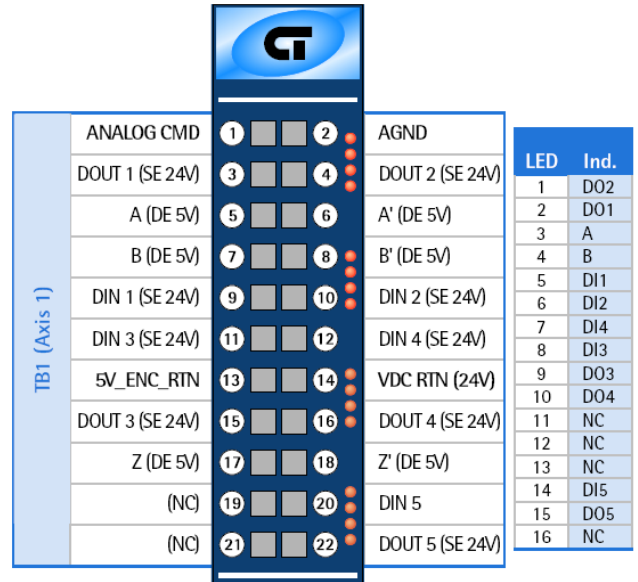 CT
ANALOG CMD 1 2 AGND
DOUT 1 (SE 24V) 3 4 DOUT 2 (SE 24V)
A (DE 5V) 5 6 A' (DE 5V)
B (DE 5V) 7 8 B' (DE 5V)
DIN 1 (SE 24V) 9 10 DIN 2 (SE 24V)
DIN 3 (SE 24V) 11 12 DIN 4 (SE 24V)
5V_ENC_RTN 13 14 VDC RTN (24V)
DOUT 3 (SE 24V) 15 16 DOUT 4 (SE 24V)
Z (DE 5V) 17 18 Z' (DE 5V)
(NC) 19 20 DIN 5
(NC) 21 22 DOUT 5 (SE 24V)
TB1 (Axis 1)
LED Ind.
1 DO2
2 DO1
3 A
4 B
5 DI1
6 DI2
7 DI4
8 DI3
9 DO3
10 DO4
11 NC
12 NC
13 NC
14 DI5
15 DO5
16 NC